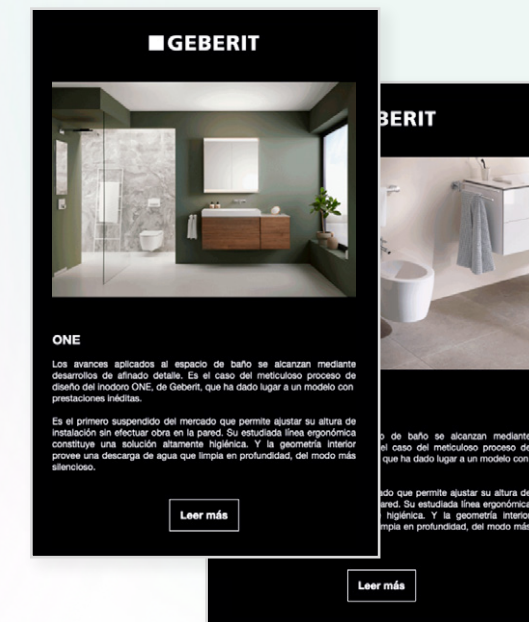 GEBERIT
ONE
Los avances aplicados al espacio de baño se alcanzan mediante
desarrollos de afinado detalle. Es el caso del meticuloso proceso de
diseño del inodoro ONE, de Geberit, que ha dado lugar a un modelo con
prestaciones inéditas.
Es el primero suspendido del mercado que permite ajustar su altura de
instalación sin efectuar obra en la pared. Su estudiada línea ergonómica
constituye una solución altamente higiénica. Y la geometría interior
provee una descarga de agua que limpia en profundidad, del modo más
silencioso.
Leer más
BERIT
de baño se alcanzan mediante
el caso del meticuloso proceso de
que ha dado lugar a un modelo con
ado que permite ajustar su altura de
ared. Su estudiada línea ergonómica
higiénica. Y la geometría interior
mpia en profundidad, del modo más
Leer más